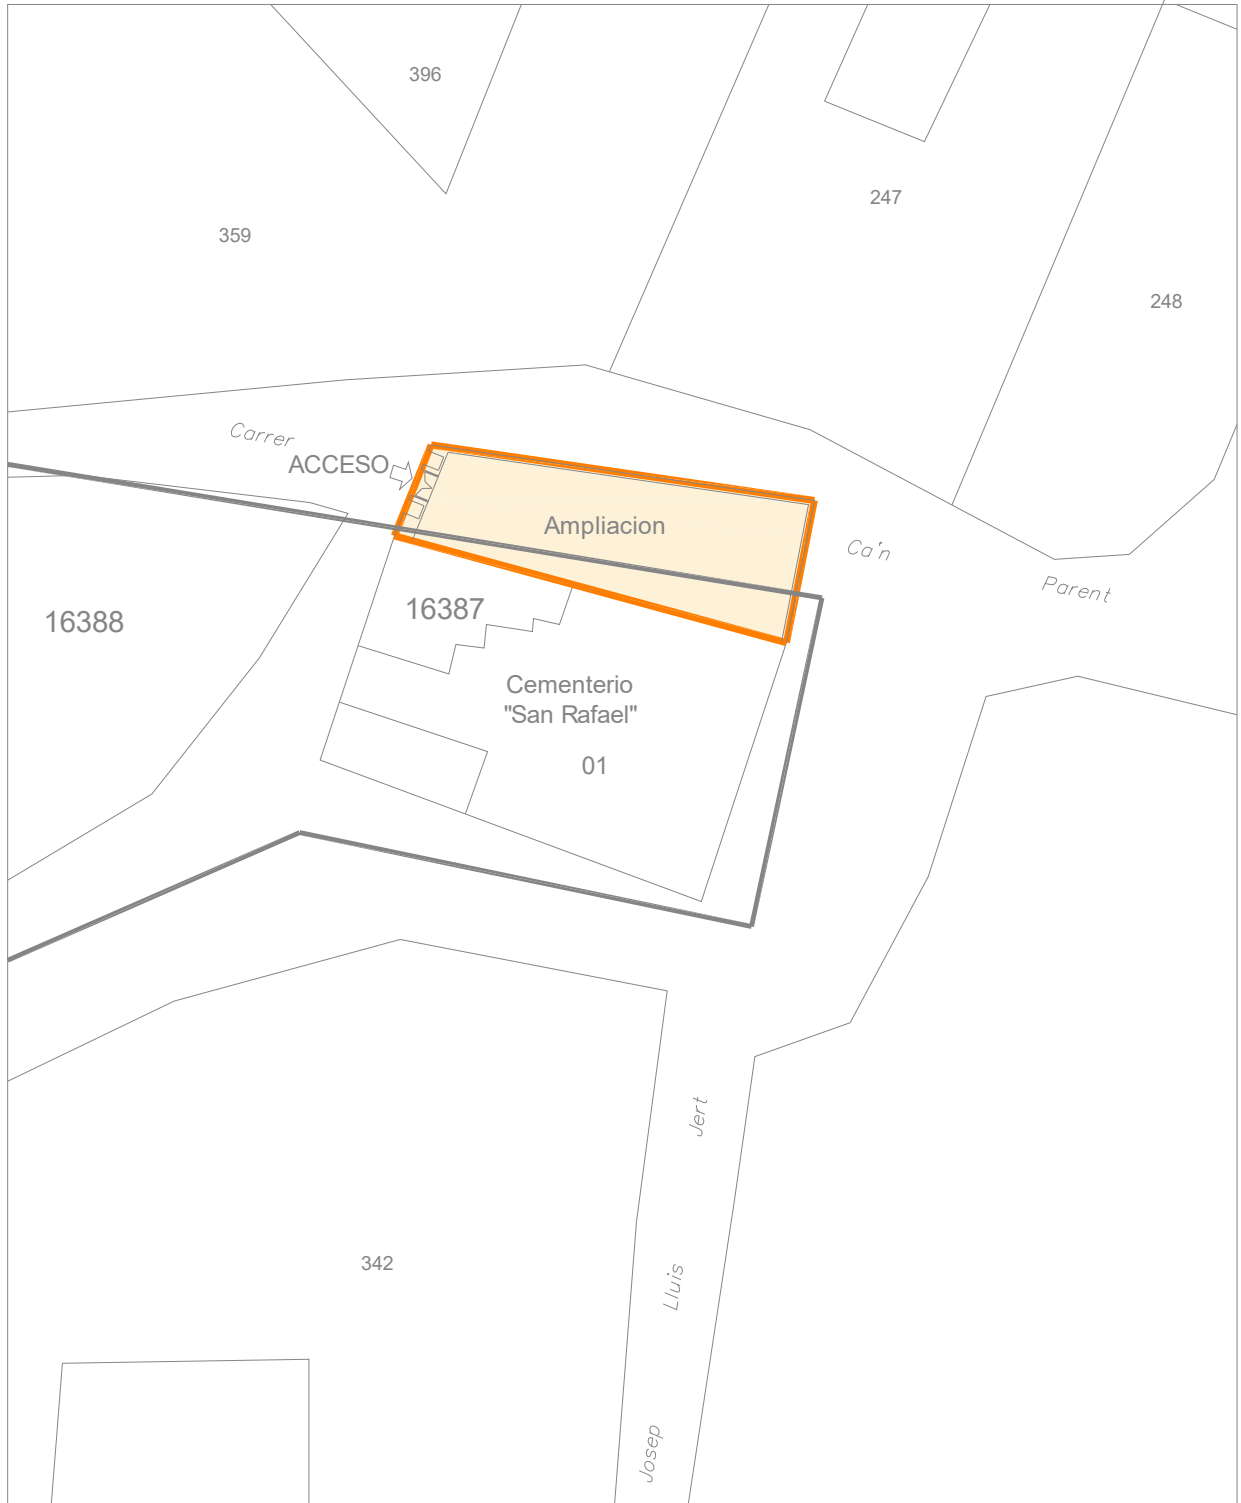 396
247
359
248
Carrer
ACCESO
Ampliacion
Ca'n
Parent
16387
16388
Cementerio
"San Rafael"
01
Jert
Lluis
Josep
342